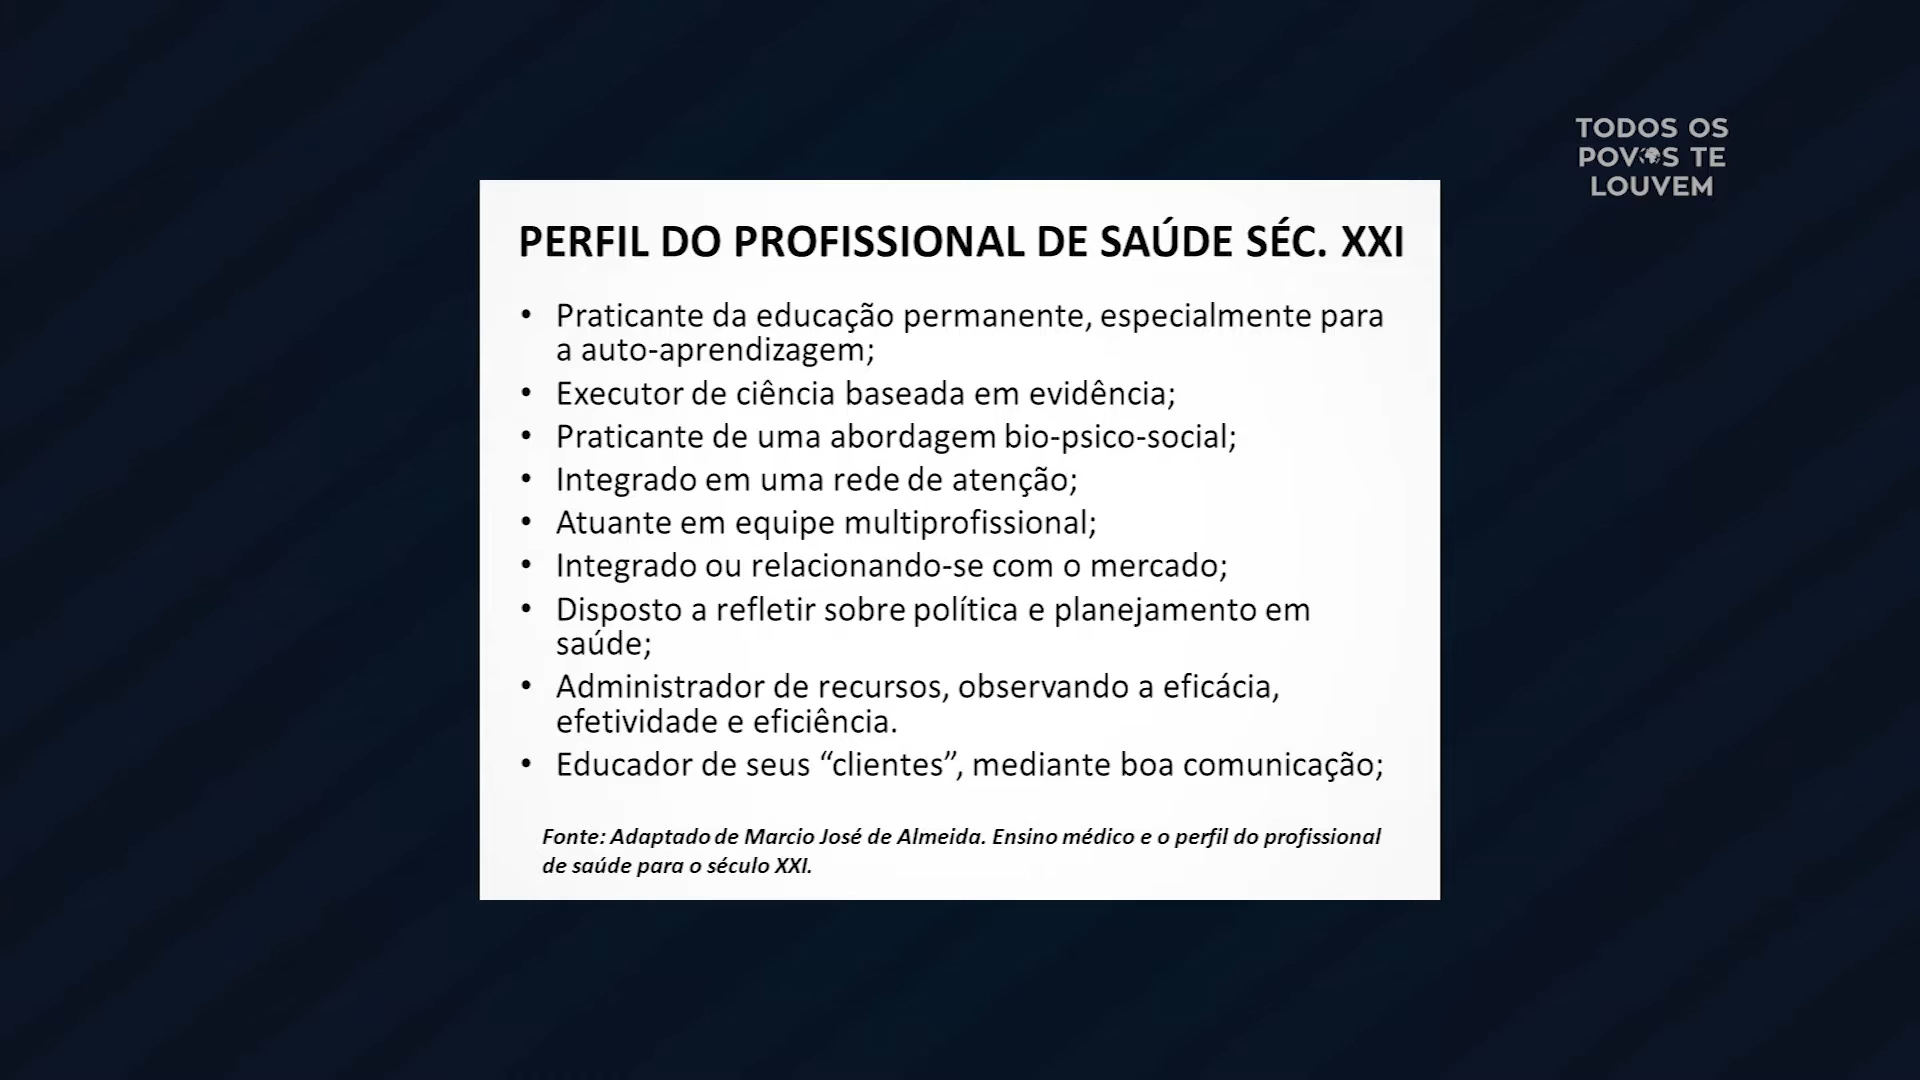 TODOS OS
POVOS TE
LOUVEM
PERFIL DO PROFISSIONAL DE SAÚDE SÉC. XXI
• Praticante da educação permanente, especialmente para
a auto-aprendizagem;
• Executor de ciência baseada em evidência;
• Praticante de uma abordagem bio-psico-social;
• Integrado em uma rede de atenção;
• Atuante em equipe multiprofissional;
• Integrado ou relacionando-se com o mercado;
• Disposto a refletir sobre política e planejamento em
saúde;
• Administrador de recursos, observando a eficácia,
efetividade e eficiência.
• Educador de seus “clientes”, mediante boa comunicação;
Fonte: Adaptado de Marcio José de Almeida. Ensino médico e o perfil do profissional
de saúde para o século XXI.